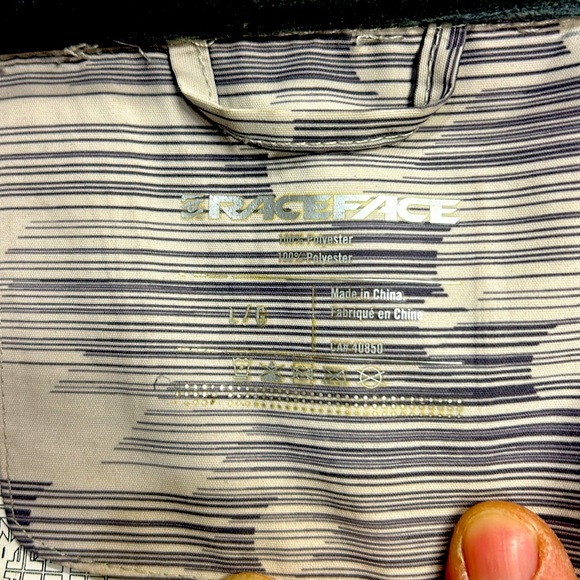 RACEFACE
100% Polyester
100% Polyester
L/G
Made in China.
Fabriqué en Chine.
CA# 40850